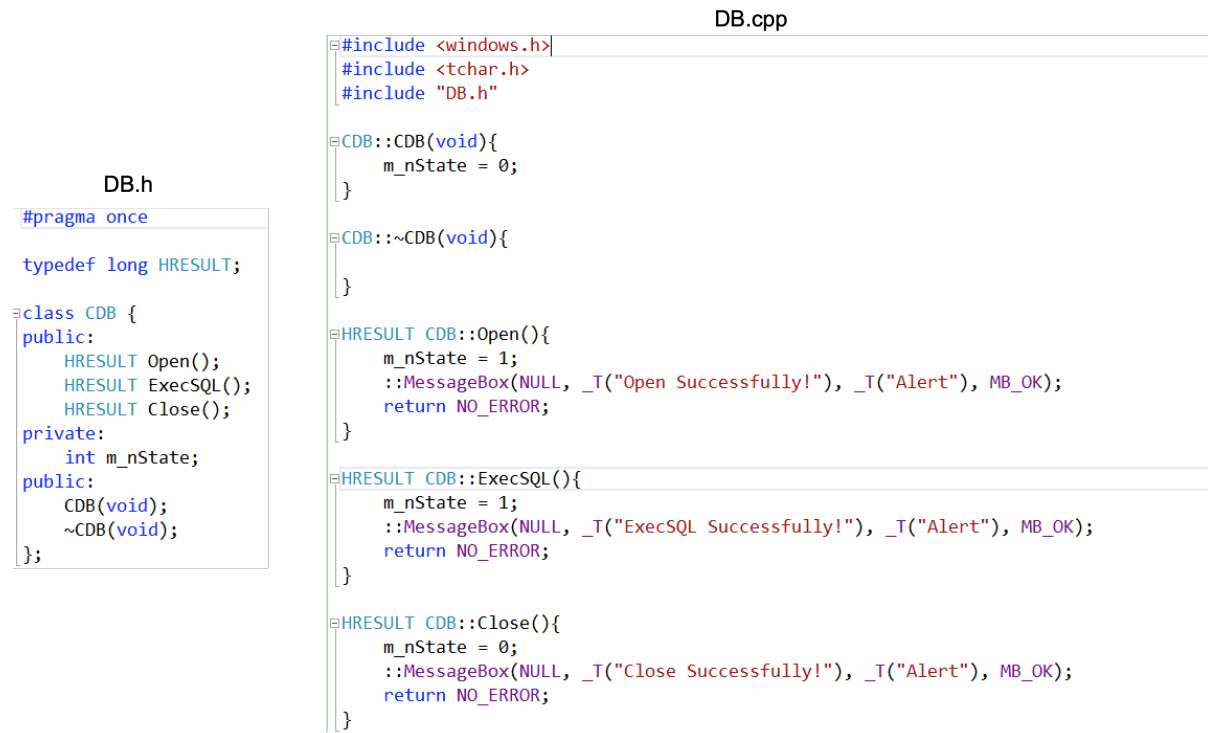 DB.h
#pragma once
typedef long HRESULT;
class CDB {
public:
    HRESULT Open();
    HRESULT ExecSQL();
    HRESULT Close();
private:
    int m_nState;
public:
    CDB(void);
    ~CDB(void);
};
DB.cpp
#include <windows.h>
#include <tchar.h>
#include "DB.h"
CDB::CDB(void){
    m_nState = 0;
}
CDB::~CDB(void){
}
HRESULT CDB::Open(){
    m_nState = 1;
    ::MessageBox(NULL, _T("Open Successfully!"), _T("Alert"), MB_OK);
    return NO_ERROR;
}
HRESULT CDB::ExecSQL(){
    m_nState = 1;
    ::MessageBox(NULL, _T("ExecSQL Successfully!"), _T("Alert"), MB_OK);
    return NO_ERROR;
}
HRESULT CDB::Close(){
    m_nState = 0;
    ::MessageBox(NULL, _T("Close Successfully!"), _T("Alert"), MB_OK);
    return NO_ERROR;
}